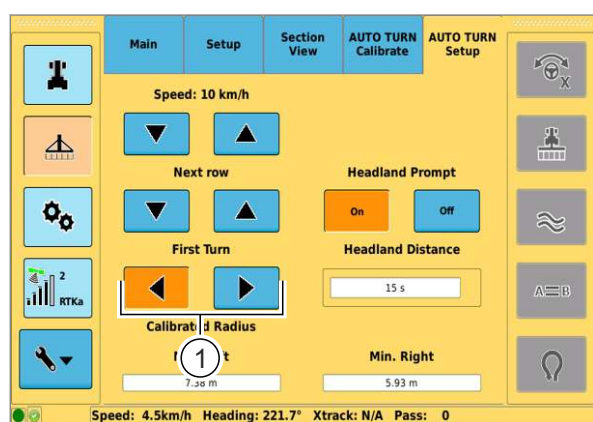 Main
Setup
Section
View
AUTO TURN
Calibrate
AUTO TURN
Setup
X
Speed: 10 km/h
Next row
Headland Prompt
On
Off
First Turn
Headland Distance
2
RTKa
15 s
A=B
Calibrated Radius
1
Min. Right
7.38 m
5.93 m
Speed: 4.5km/h Heading: 221.7° Xtrack: N/A Pass: 0